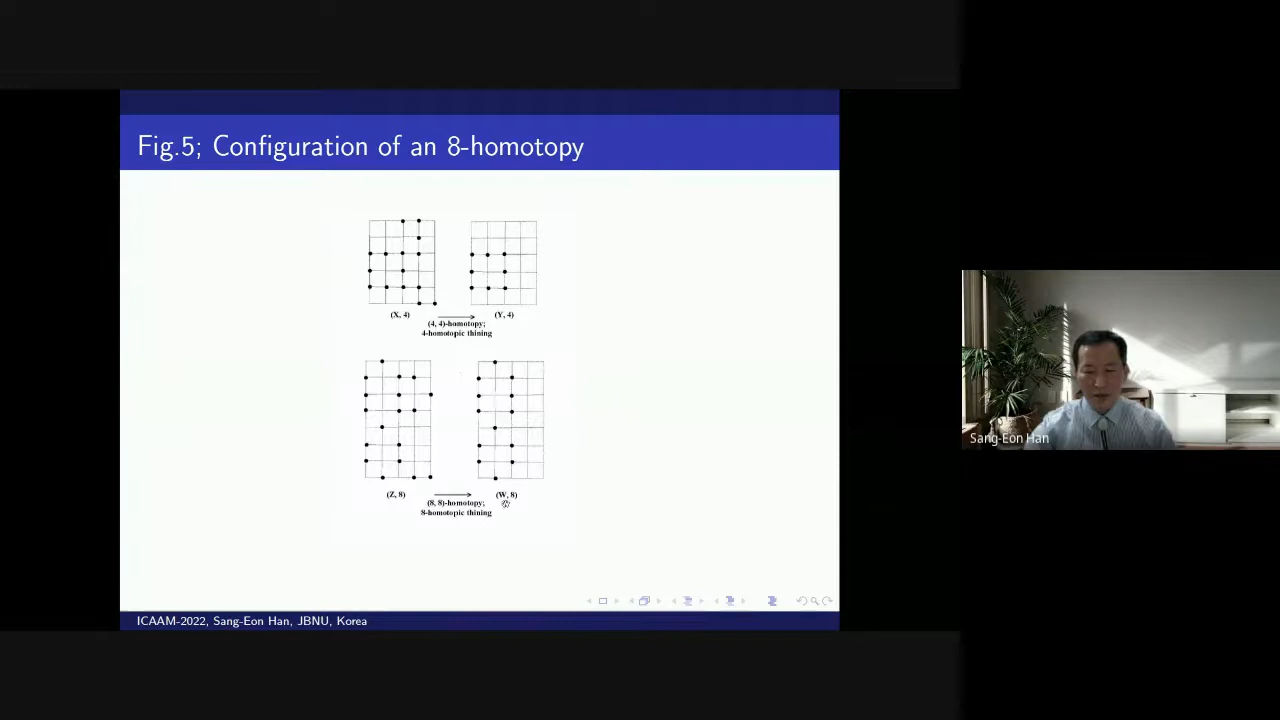 Fig.5; Configuration of an 8-homotopy
(X, 4)
(Y, 4)
(4, 4)-homotopy;
4-homotopic thining
(Z, 8)
(W, 8)
(8, 8)-homotopy;
8-homotopic thining
ICAAM-2022, Sang-Eon Han, JBNU, Korea
Sang-Eon Han